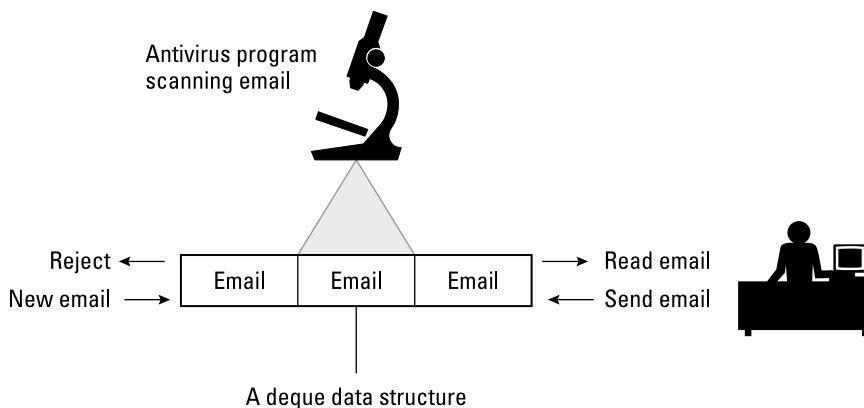 Antivirus program
scanning email
Reject
Email
Email
Email
Read email
New email
Send email
A deque data structure